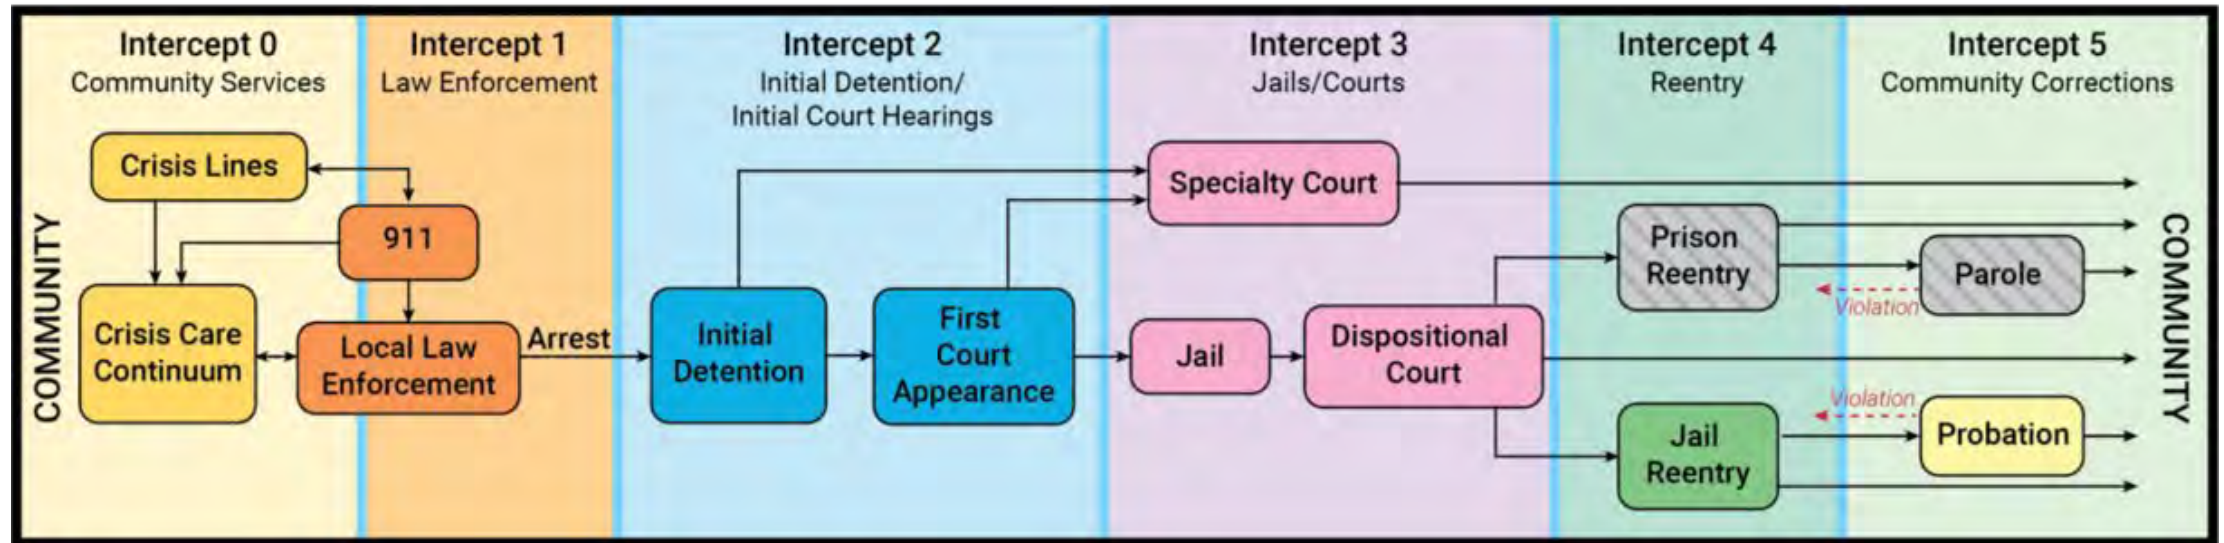 Intercept 0
Community Services
Intercept 1
Law Enforcement
Intercept 2
Initial Detention/
Initial Court Hearings
Intercept 3
Jails/Courts
Intercept 4
Reentry
Intercept 5
Community Corrections
COMMUNITY
Crisis Lines
911
Crisis Care
Continuum
Local Law
Enforcement
Arrest
Initial
Detention
First
Court
Appearance
Specialty Court
Jail
Dispositional
Court
Prison
Reentry
Parole
Violation
Violation
Jail
Reentry
Probation
COMMUNITY